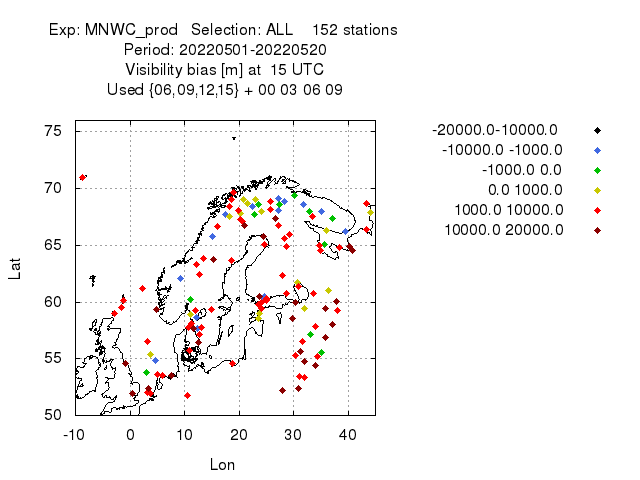 Exp: MNWC_prod   Selection: ALL    152 stations
Period: 20220501-20220520
Visibility bias [m] at  15 UTC
Used {06,09,12,15} + 00 03 06 09
-20000.0-10000.0
-10000.0 -1000.0
-1000.0 0.0
0.0 1000.0
1000.0 10000.0
10000.0 20000.0
75
70
65
60
55
50
Lat
-10 0 10 20 30 40
Lon